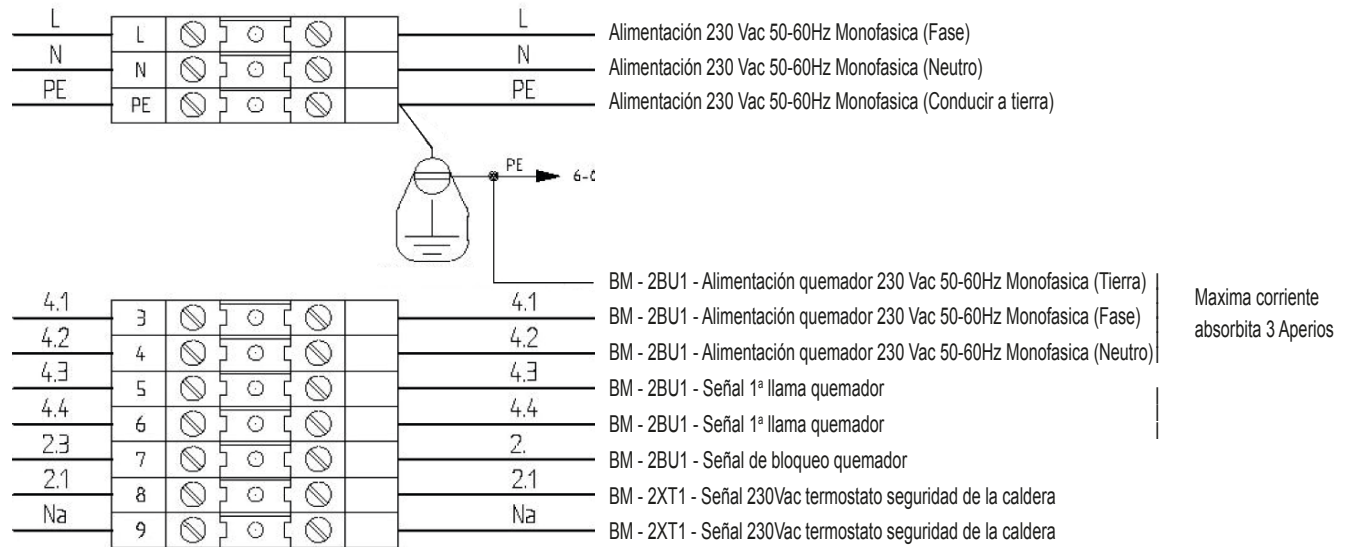 L L L Alimentación 230 Vac 50-60Hz Monofasica (Fase)
N N N Alimentación 230 Vac 50-60Hz Monofasica (Neutro)
PE PE PE Alimentación 230 Vac 50-60Hz Monofasica (Conducir a tierra)
PE
BM - 2BU1 - Alimentación quemador 230 Vac 50-60Hz Monofasica (Tierra)
4.1 3 4.1 BM - 2BU1 - Alimentación quemador 230 Vac 50-60Hz Monofasica (Fase)
4.2 4 4.2 BM - 2BU1 - Alimentación quemador 230 Vac 50-60Hz Monofasica (Neutro)
Maxima corriente
absorbita 3 Aperios
4.3 5 4.3 BM - 2BU1 - Señal 1ª llama quemador
4.4 6 4.4 BM - 2BU1 - Señal 1ª llama quemador
2.3 7 2. BM - 2BU1 - Señal de bloqueo quemador
2.1 8 2.1 BM - 2XT1 - Señal 230Vac termostato seguridad de la caldera
Na 9 Na BM - 2XT1 - Señal 230Vac termostato seguridad de la caldera